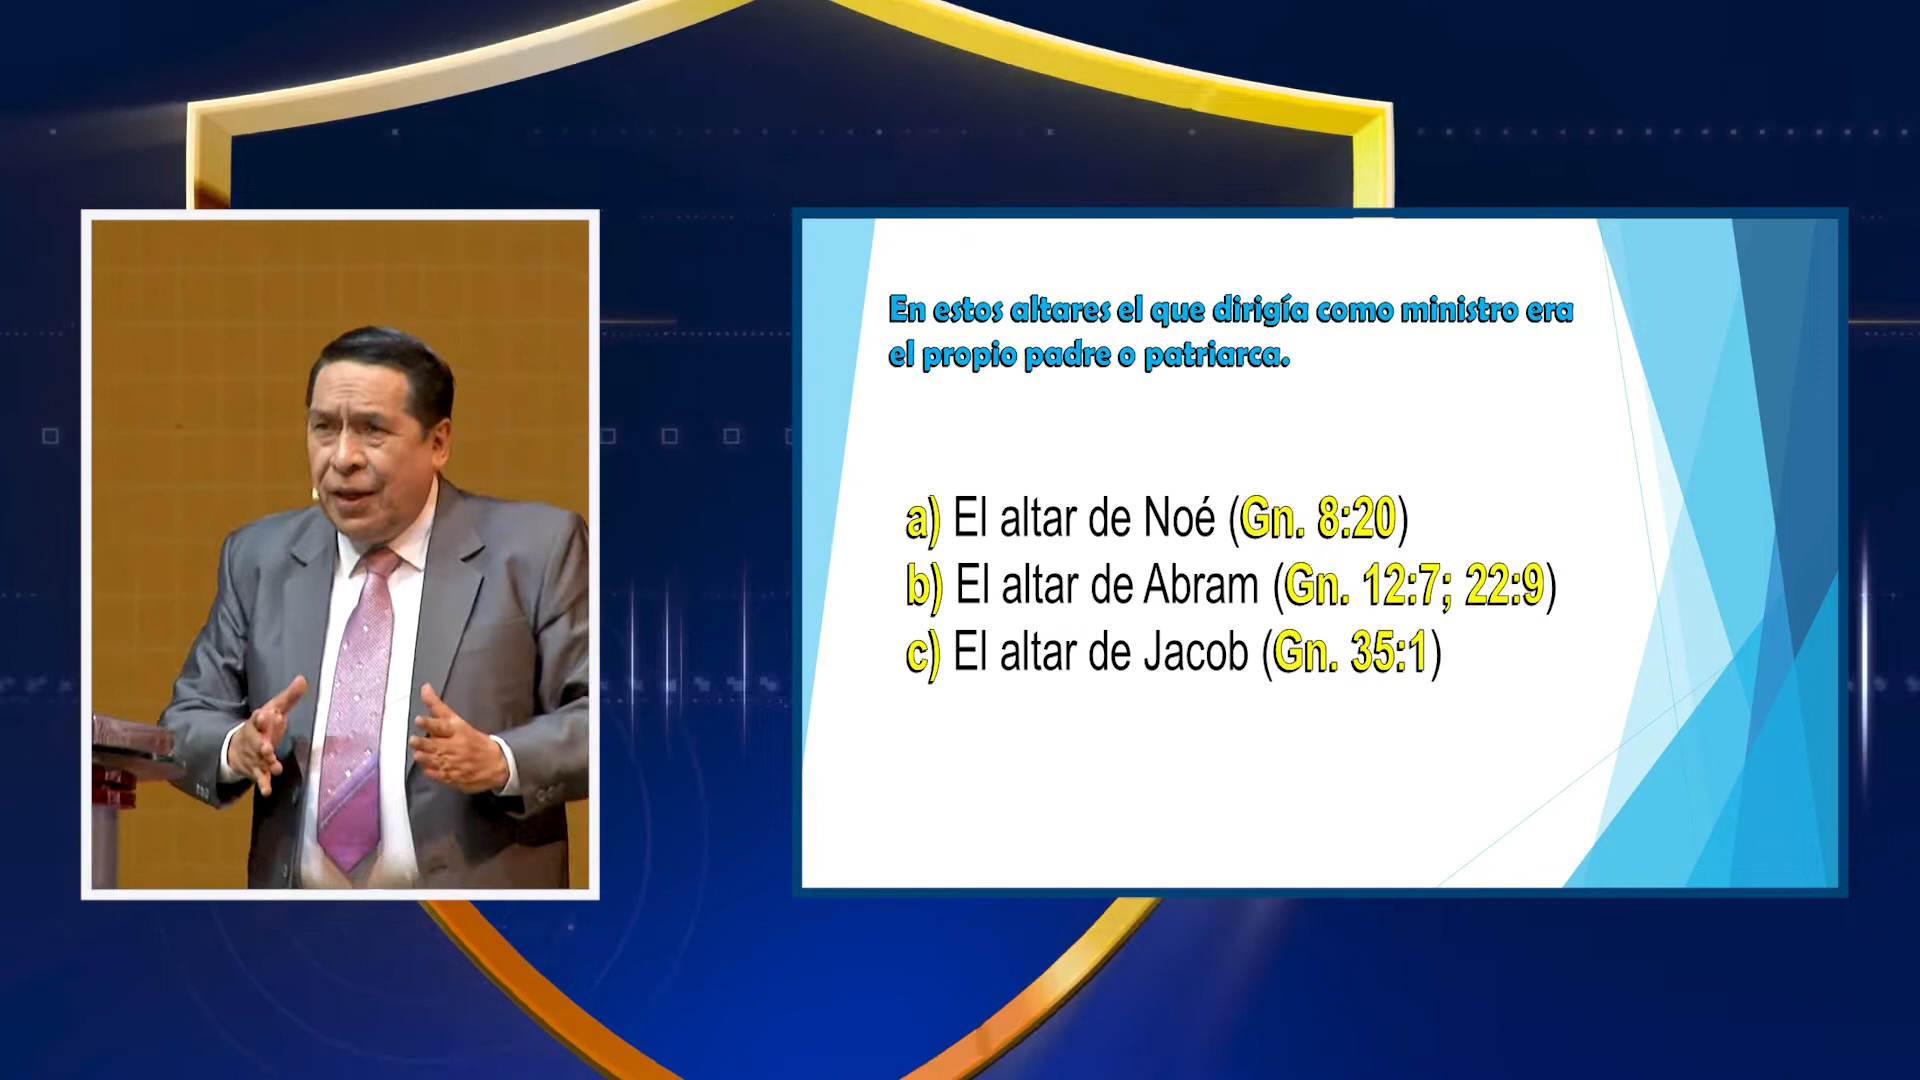 En estos altares el que dirigía como ministro era
el propio padre o patriarca.
a) El altar de Noé (Gn. 8:20)
b) El altar de Abram (Gn. 12:7; 22:9)
c) El altar de Jacob (Gn. 35:1)